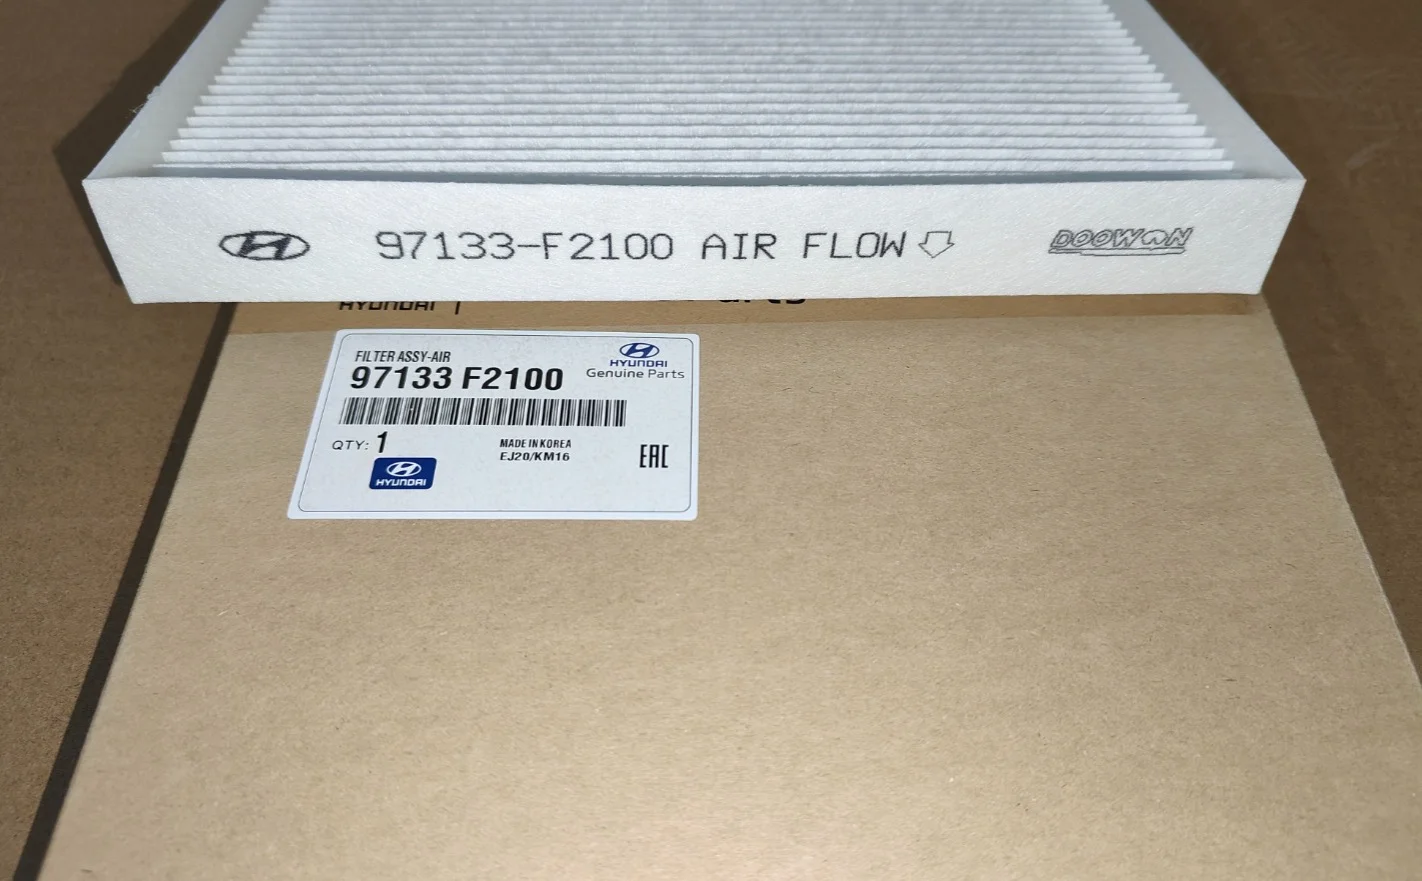 97133-F2100 AIR FLOW DOOWON
HYUNDAI
FILTER ASSY-AIR
HYUNDAI
97133 F2100
Genuine Parts
QTY: 1
MADE IN KOREA
EJ20/KM16
EAC
HYUNDAI